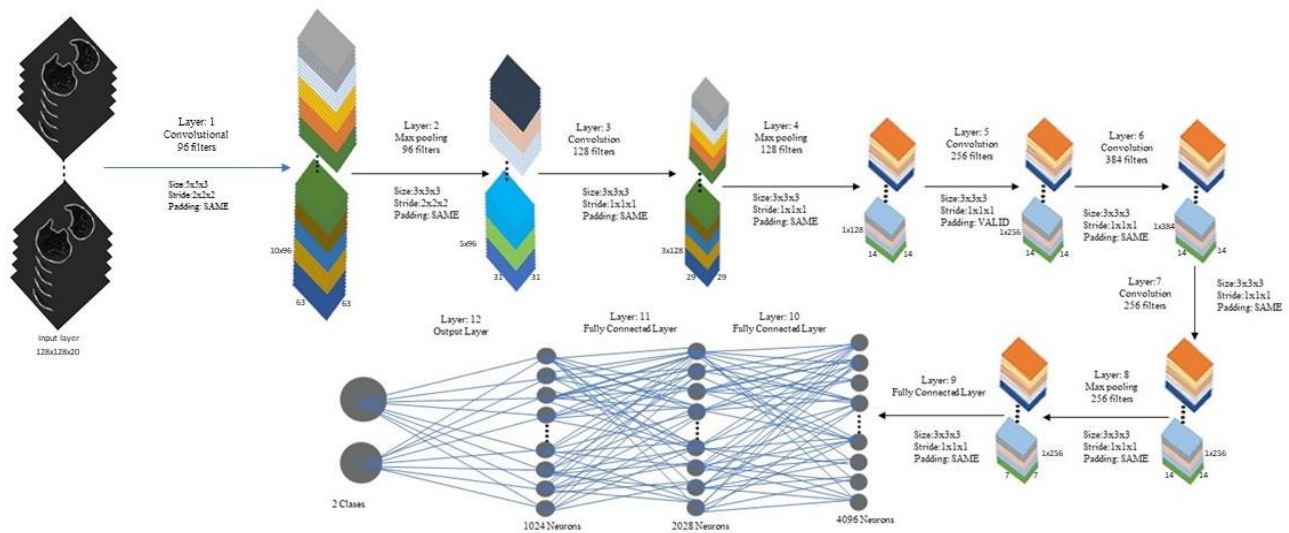 Input layer
128x128x20
Layer: 1
Convolutional
96 filters
Size:5x5x3
Stride:2x2x2
Padding: SAME
10x96
63
63
Layer: 2
Max pooling
96 filters
Size:3x3x3
Stride:2x2x2
Padding: SAME
5x96
31
31
Layer: 3
Convolution
128 filters
Size:3x3x3
Stride:1x1x1
Padding: SAME
3x128
29
29
Layer: 4
Max pooling
128 filters
Size:3x3x3
Stride:1x1x1
Padding: SAME
1x128
14
14
Layer: 5
Convolution
256 filters
Size:3x3x3
Stride:1x1x1
Padding: VALID
1x256
14
14
Layer: 6
Convolution
384 filters
Size:3x3x3
Stride:1x1x1
Padding: SAME
1x384
14
14
Layer:7
Convolution
256 filters
Size:3x3x3
Stride:1x1x1
Padding: SAME
1x256
14
14
Layer: 8
Max pooling
256 filters
Size:3x3x3
Stride:1x1x1
Padding: SAME
1x256
7
7
Layer: 9
Fully Connected Layer
Size:3x3x3
Stride:1x1x1
Padding: SAME
4096 Neurons
Layer: 10
Fully Connected Layer
2028 Neurons
Layer: 11
Fully Connected Layer
1024 Neurons
Layer: 12
Output Layer
2 Clases